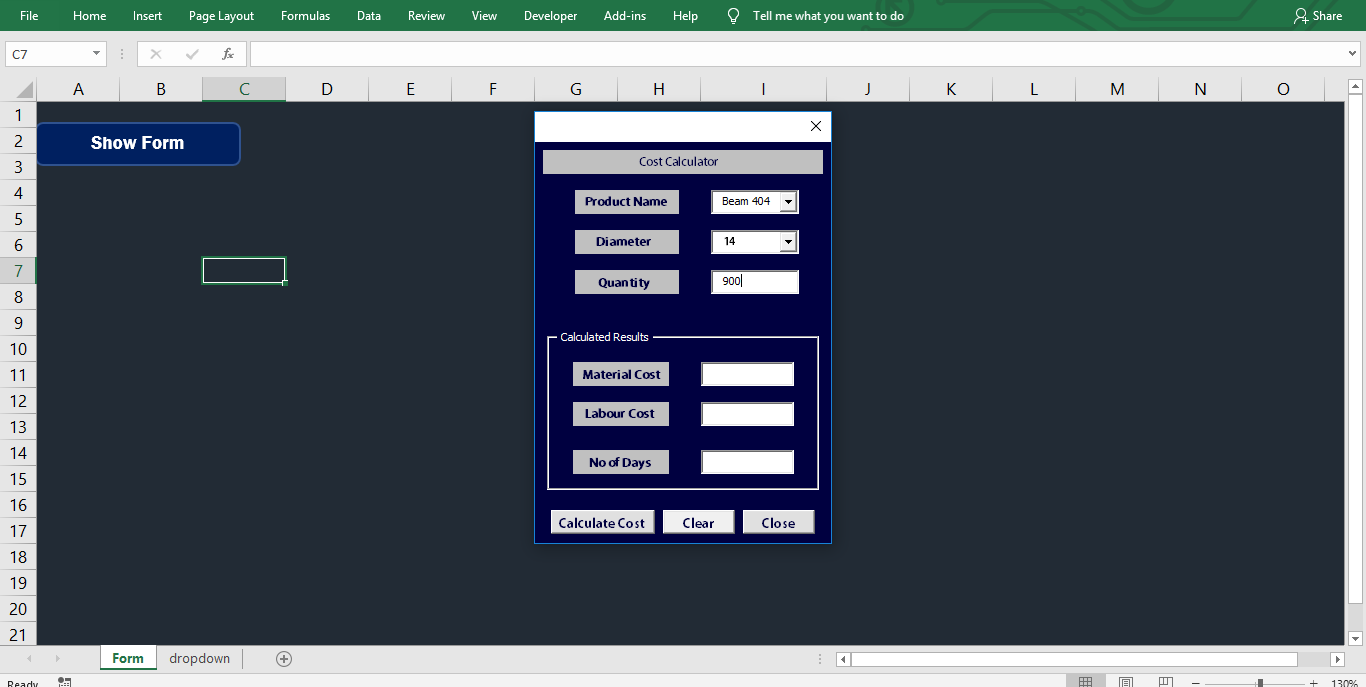 File Home Insert Page Layout Formulas Data Review View Developer Add-ins Help Tell me what you want to do Share
C7 fx
A B C D E F G H I J K L M N O
1
2
3
4
5
6
7
8
9
10
11
12
13
14
15
16
17
18
19
20
21
Show Form
Cost Calculator
Product Name Beam 404
Diameter 14
Quantity 900
Calculated Results
Material Cost
Labour Cost
No of Days
Calculate Cost Clear Close
Form dropdown
Ready 130%